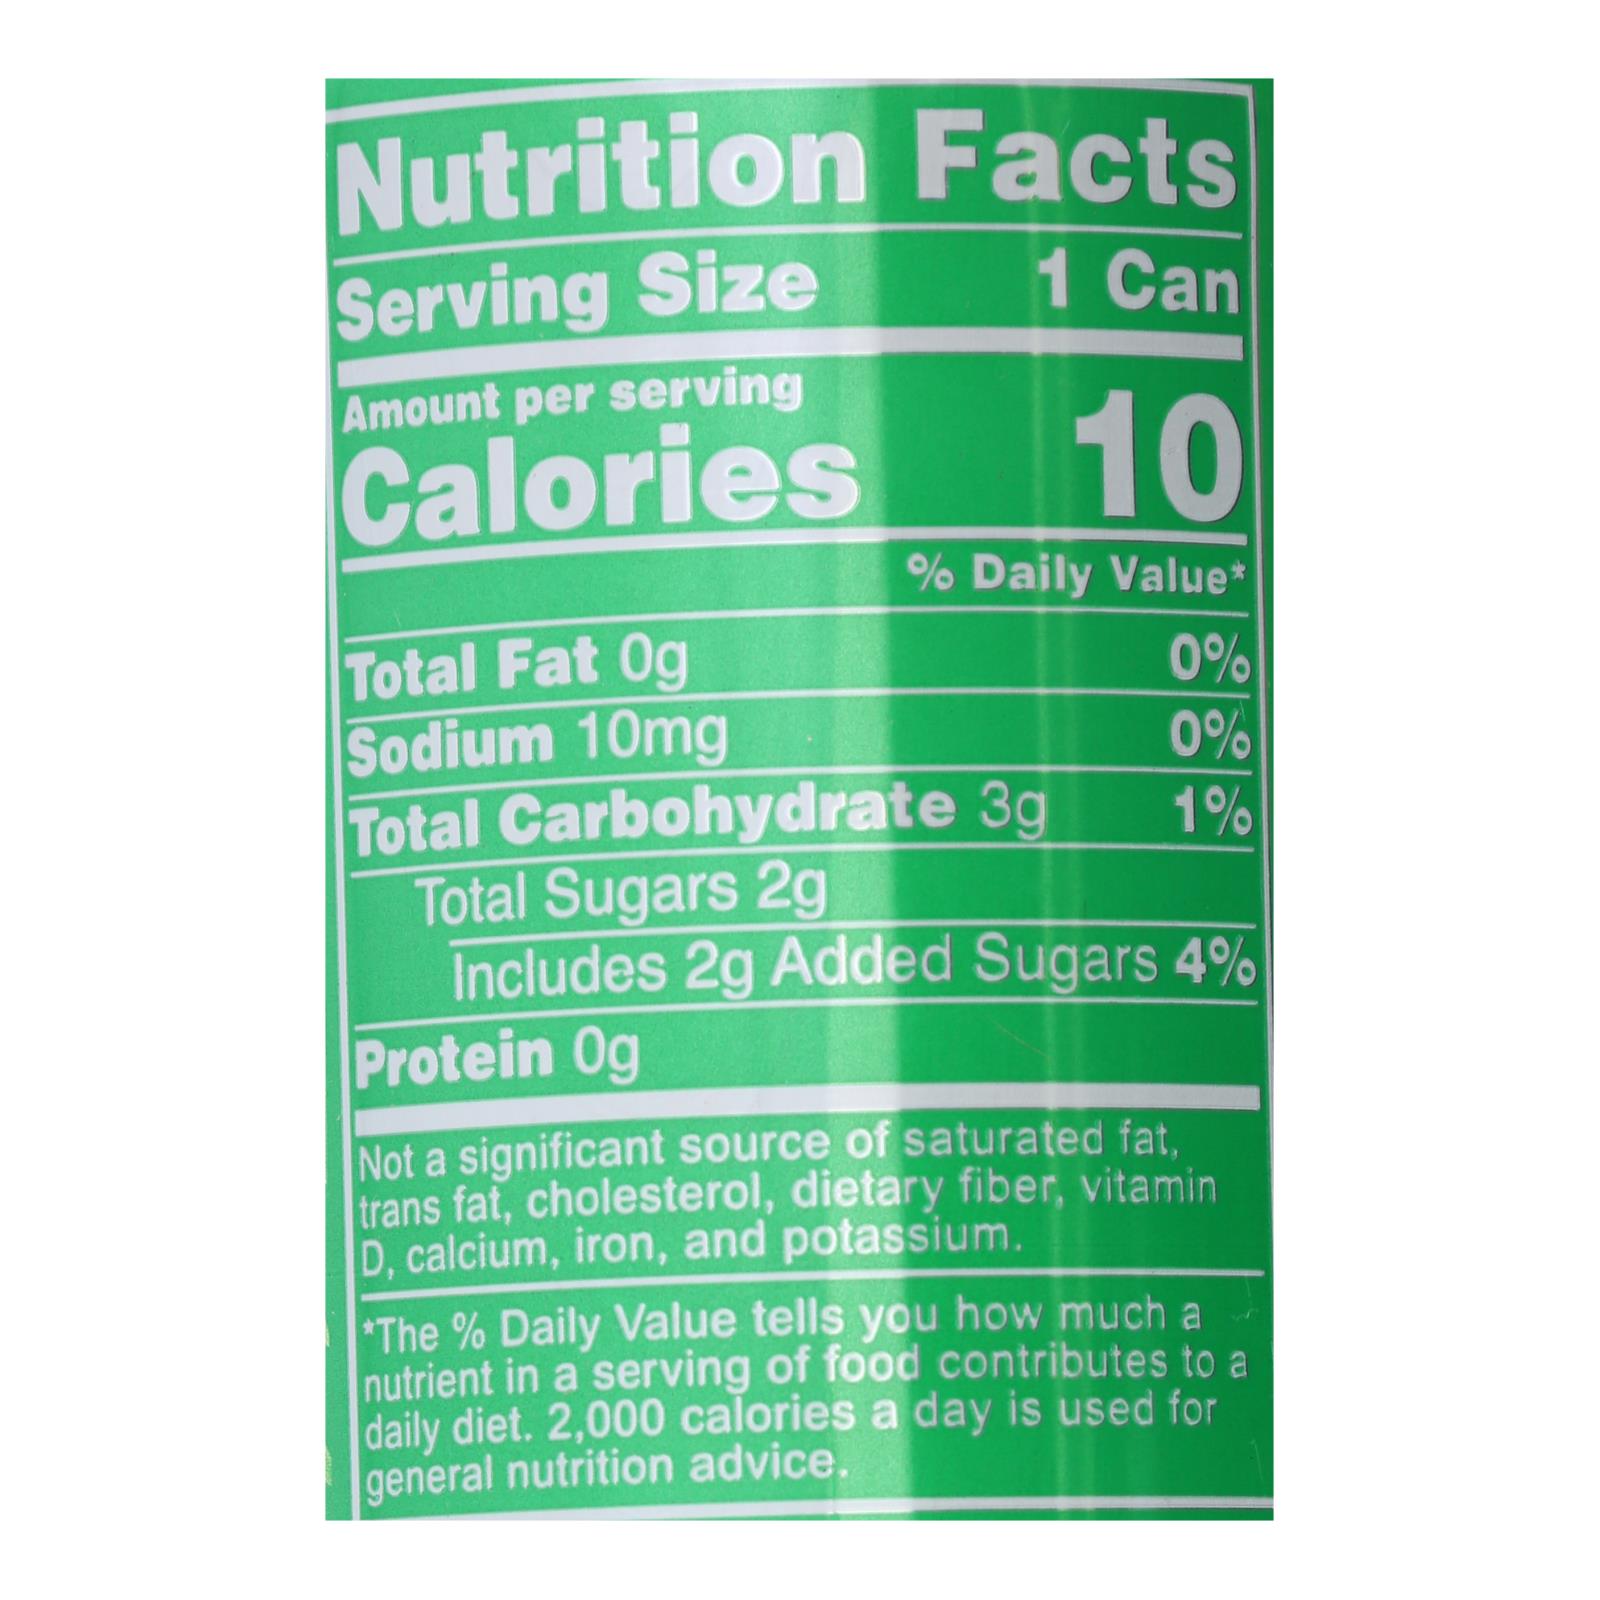 Nutrition Facts
Serving Size 1 Can
Amount per serving
Calories 10
% Daily Value*
Total Fat 0g 0%
Sodium 10mg 0%
Total Carbohydrate 3g 1%
Total Sugars 2g
Includes 2g Added Sugars 4%
Protein 0g
Not a significant source of saturated fat,
trans fat, cholesterol, dietary fiber, vitamin
D, calcium, iron, and potassium.
*The % Daily Value tells you how much a
nutrient in a serving of food contributes to a
daily diet. 2,000 calories a day is used for
general nutrition advice.